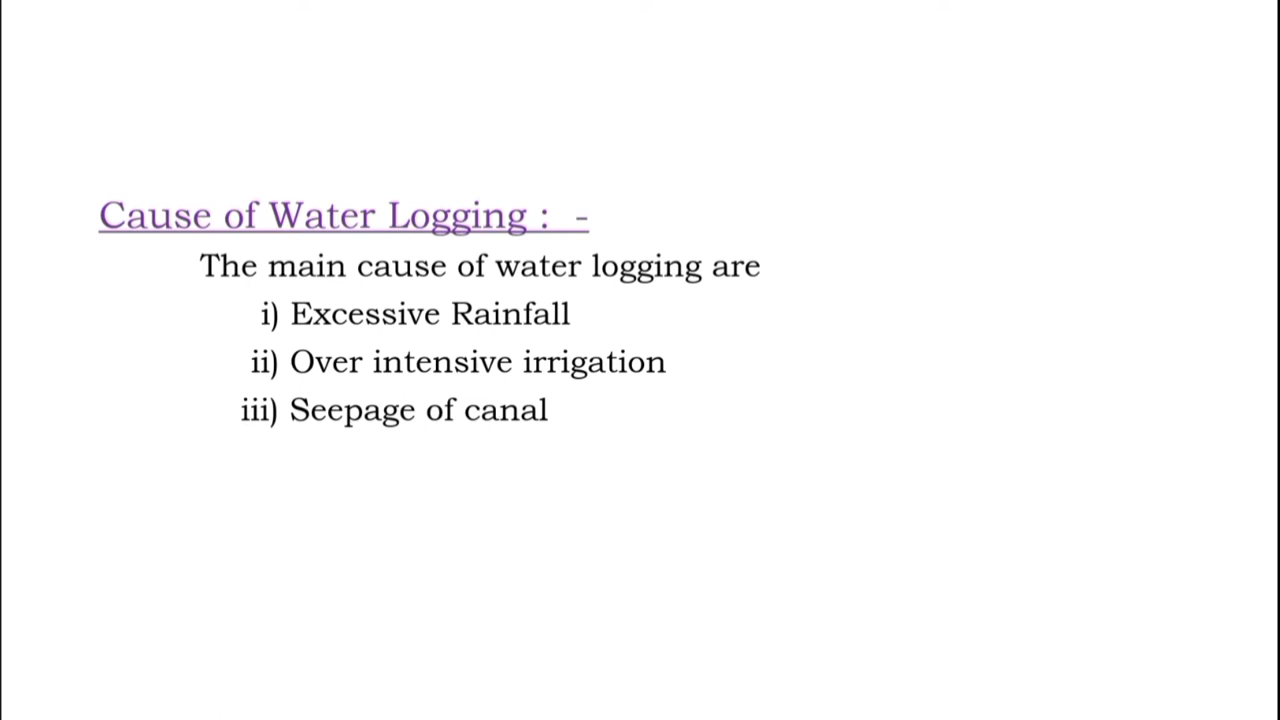 Cause of Water Logging :  -
The main cause of water logging are
i) Excessive Rainfall
ii) Over intensive irrigation
iii) Seepage of canal